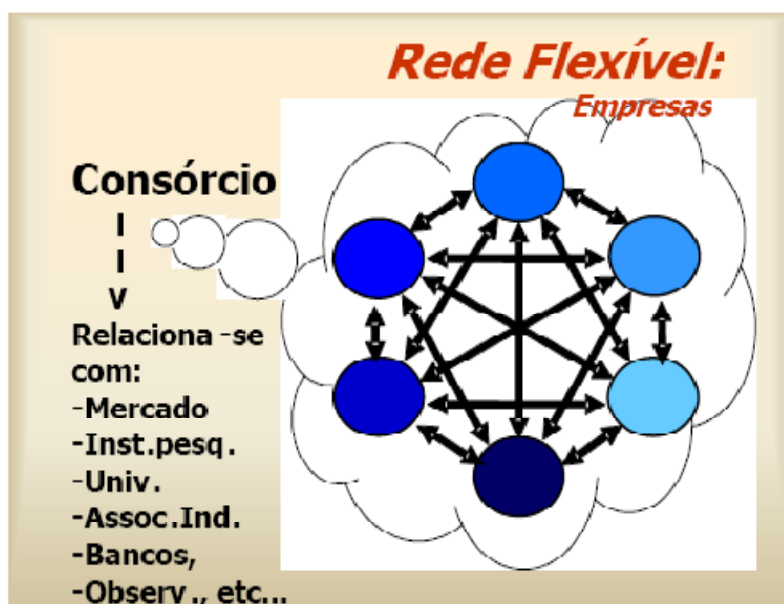 Rede Flexível:
Empresas
Consórcio
I
I
v
Relaciona -se
com:
-Mercado
-Inst.pesq.
-Univ.
-Assoc.Ind.
-Bancos,
-Observ., etc...